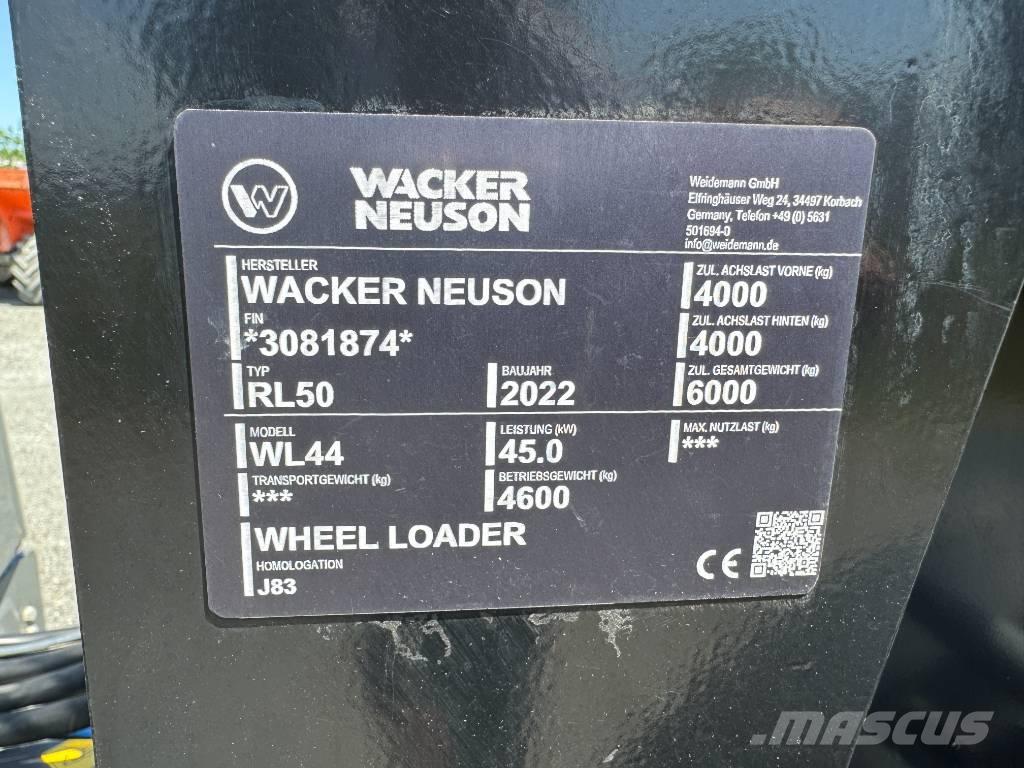 W
WACKER
NEUSON
Weidemann GmbH
Elfringhäuser Weg 24, 34497 Korbach
Germany, Telefon +49 (0) 5631
501694-0
info@weidemann.de
HERSTELLER
WACKER NEUSON
FIN
*3081874*
TYP
RL50
BAUJAHR
2022
ZUL. ACHSLAST VORNE (kg)
4000
ZUL. ACHSLAST HINTEN (kg)
4000
ZUL. GESAMTGEWICHT (kg)
6000
MODELL
WL44
LEISTUNG (kW)
45.0
MAX. NUTZLAST (kg)
***
TRANSPORTGEWICHT (kg)
***
BETRIEBSGEWICHT (kg)
4600
WHEEL LOADER
HOMOLOGATION
J83
CE
MASCUS